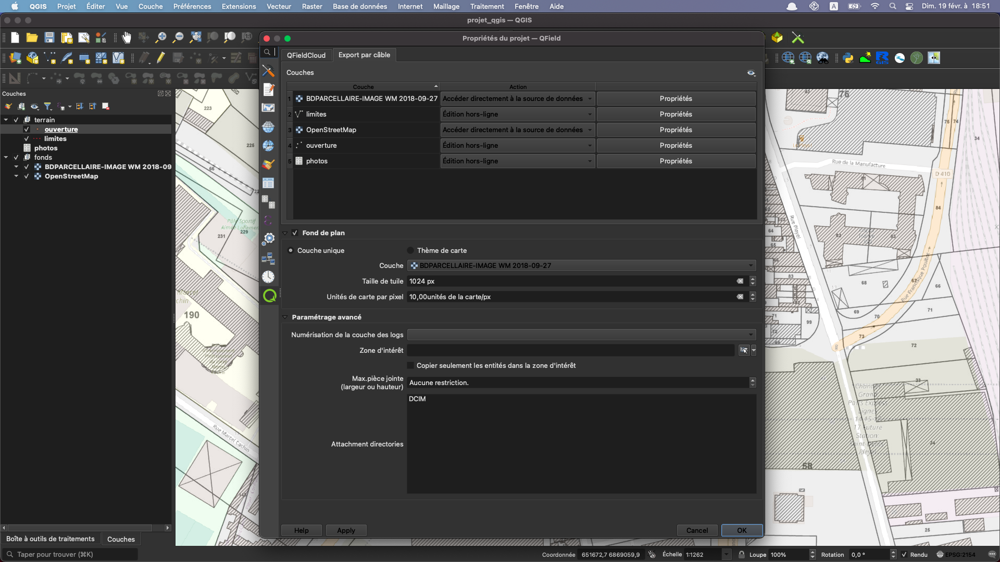 QGIS Projet Éditer Vue Couche Préférences Extensions Vecteur Raster Base de données Internet Maillage Traitement Fenêtre Aide
A Dim. 19 févr. à 18:51
projet_qgis — QGIS
Propriétés du projet — QField
QFieldCloud
Export par câble
Couches
Couche Action
1 BDPARCELLAIRE-IMAGE WM 2018-09-27 Accéder directement à la source de données Propriétés
2 limites Édition hors-ligne Propriétés
3 OpenStreetMap Accéder directement à la source de données Propriétés
4 ouverture Édition hors-ligne Propriétés
5 photos Édition hors-ligne Propriétés
Fond de plan
Couche unique Thème de carte
Couche BDPARCELLAIRE-IMAGE WM 2018-09-27
Taille de tuile 1024 px
Unités de carte par pixel 10,00unités de la carte/px
Paramétrage avancé
Numérisation de la couche des logs
Zone d'intérêt
Copier seulement les entités dans la zone d'intérêt
Max.pièce jointe
(largeur ou hauteur) Aucune restriction.
DCIM
Attachment directories
Help Apply Cancel OK
Couches
terrain
ouverture
limites
photos
fonds
BDPARCELLAIRE-IMAGE WM 2018-09
OpenStreetMap
Boîte à outils de traitements
Couches
Taper pour trouver (⌘K)
Coordonnée 651672,7 6869059,9
Échelle 1:1262
Loupe 100%
Rotation 0,0 °
Rendu
EPSG:2154
223
225
66
Pôle Sportif
229
231
190
Rue Marcel Cachin
76
75 74
34
Rue de la Manufacture
D 410
84
82
83
64
65
Rue Pleyel
83
68
67
66
Rue Francisque Poulbot
69
70
71
71
99
73
72
23
Chantier
Grand
Paris Express
Ligne
14-15-16-
17 Future
Station
Saint-Denis
Pleyel
24
58
25